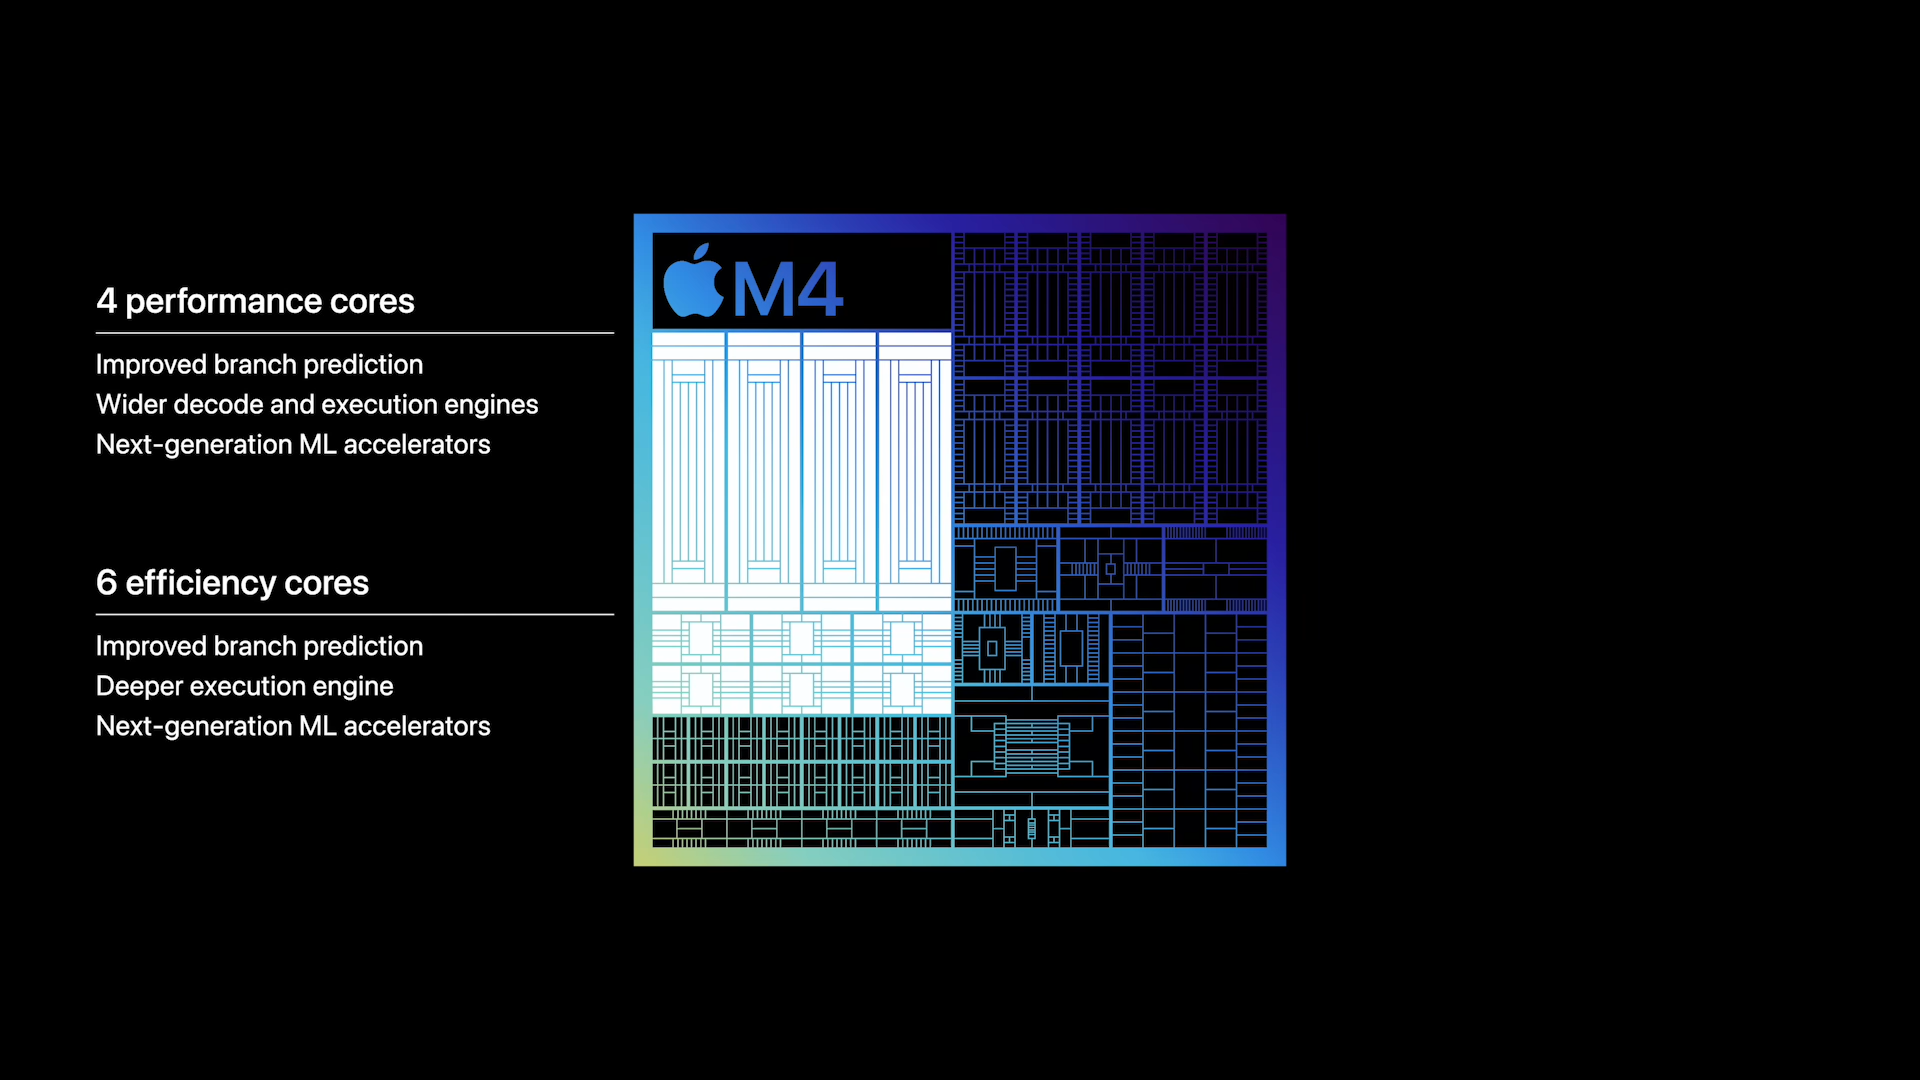 4 performance cores
Improved branch prediction
Wider decode and execution engines
Next-generation ML accelerators
6 efficiency cores
Improved branch prediction
Deeper execution engine
Next-generation ML accelerators
M4